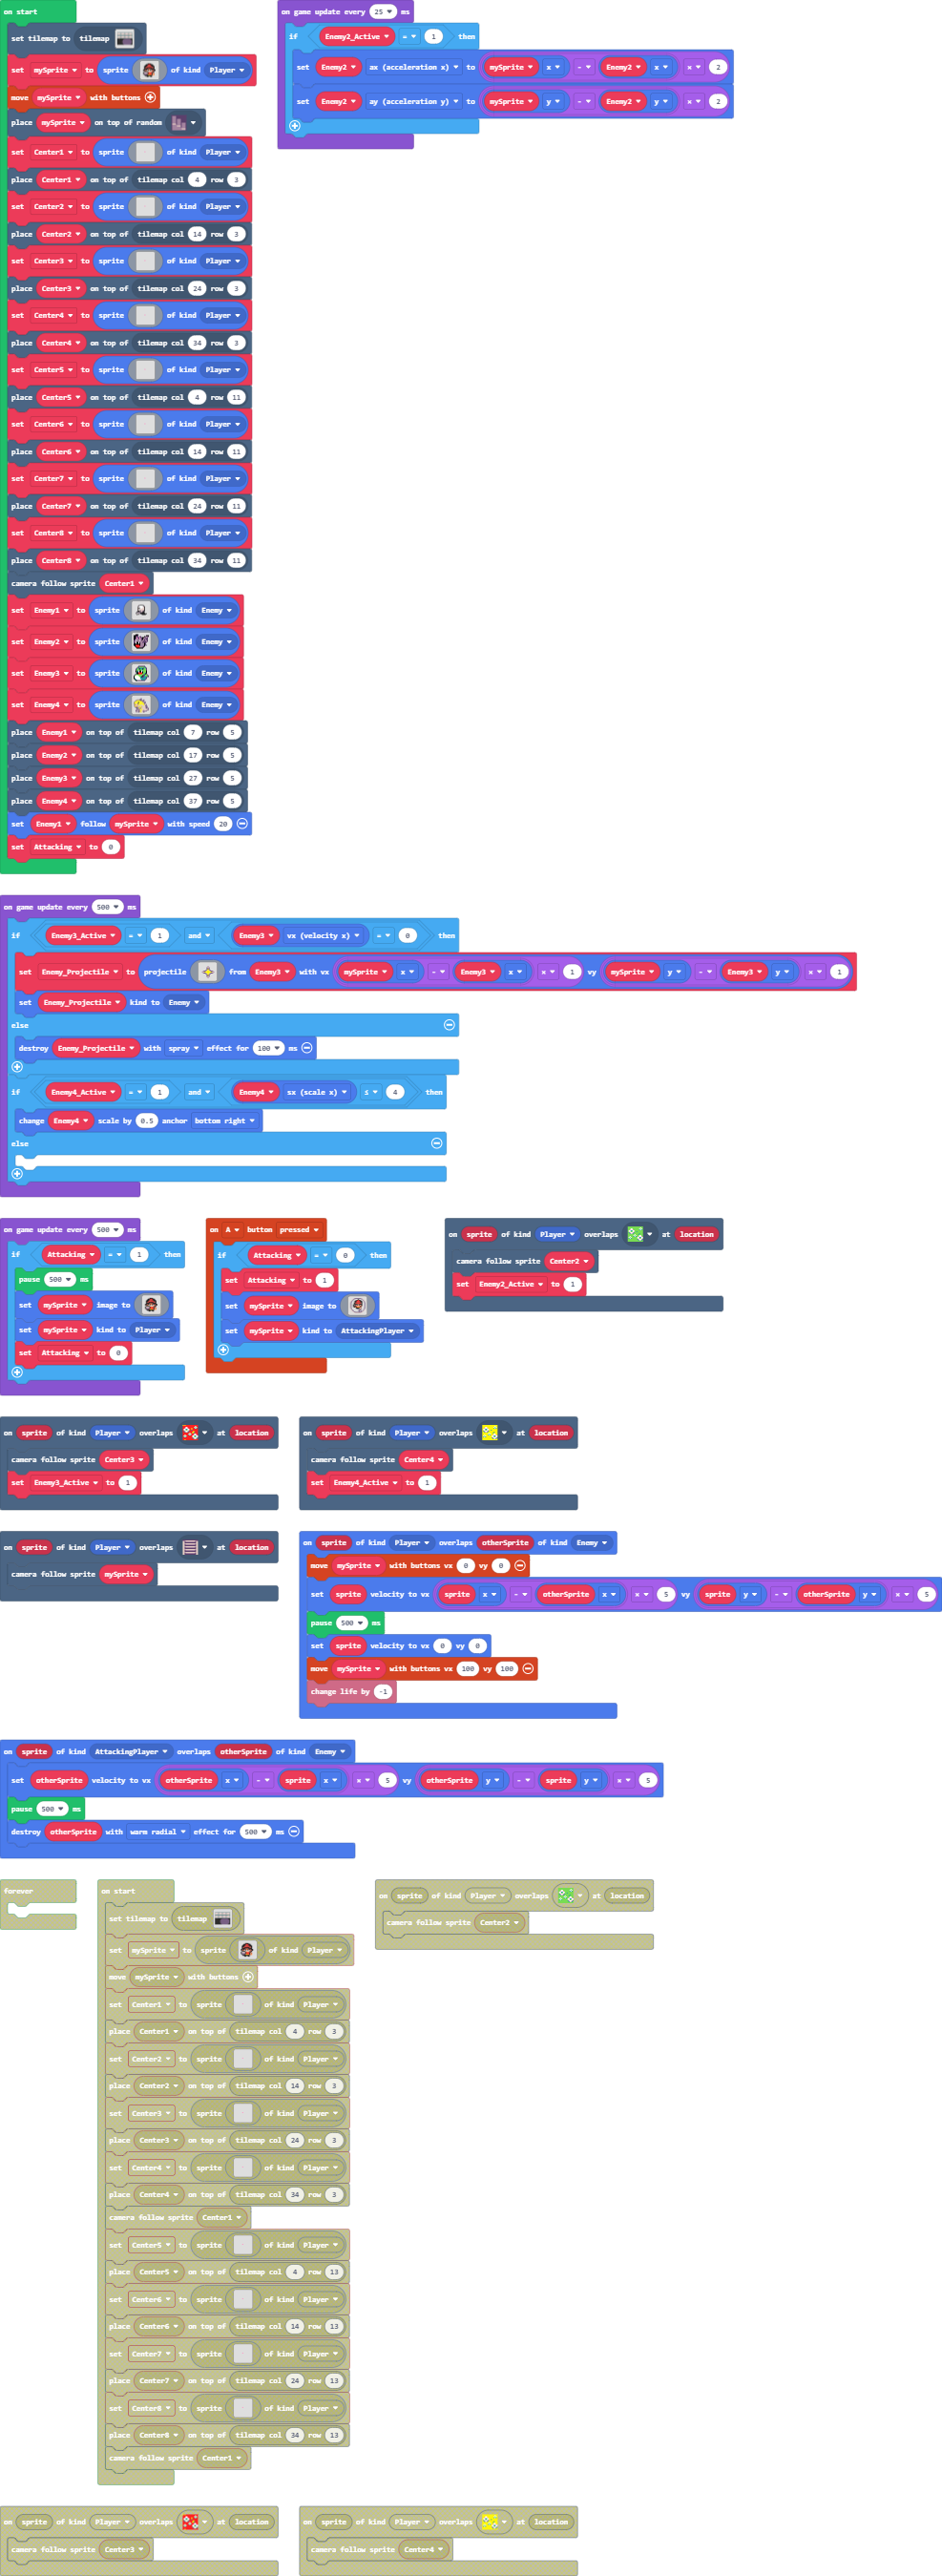 on start
set tilemap to tilemap
set mySprite to sprite of kind Player
move mySprite with buttons
place mySprite on top of random
set Center1 to sprite of kind Player
place Center1 on top of tilemap col 4 row 3
set Center2 to sprite of kind Player
place Center2 on top of tilemap col 14 row 3
set Center3 to sprite of kind Player
place Center3 on top of tilemap col 24 row 3
set Center4 to sprite of kind Player
place Center4 on top of tilemap col 34 row 3
set Center5 to sprite of kind Player
place Center5 on top of tilemap col 4 row 11
set Center6 to sprite of kind Player
place Center6 on top of tilemap col 14 row 11
set Center7 to sprite of kind Player
place Center7 on top of tilemap col 24 row 11
set Center8 to sprite of kind Player
place Center8 on top of tilemap col 34 row 11
camera follow sprite Center1
set Enemy1 to sprite of kind Enemy
set Enemy2 to sprite of kind Enemy
set Enemy3 to sprite of kind Enemy
set Enemy4 to sprite of kind Enemy
place Enemy1 on top of tilemap col 7 row 5
place Enemy2 on top of tilemap col 17 row 5
place Enemy3 on top of tilemap col 27 row 5
place Enemy4 on top of tilemap col 37 row 5
set Enemy1 follow mySprite with speed 20
set Attacking to 0
on game update every 25 ms
if Enemy2_Active = 1 then
set Enemy2 ax (acceleration x) to mySprite x - Enemy2 x × 2
set Enemy2 ay (acceleration y) to mySprite y - Enemy2 y × 2
on game update every 500 ms
if Enemy3_Active = 1 and Enemy3 vx (velocity x) = 0 then
set Enemy_Projectile to projectile from Enemy3 with vx mySprite x - Enemy3 x × 1 vy mySprite y - Enemy3 y × 1
set Enemy_Projectile kind to Enemy
else
destroy Enemy_Projectile with spray effect for 100 ms
if Enemy4_Active = 1 and Enemy4 sx (scale x) ≤ 4 then
change Enemy4 scale by 0.5 anchor bottom right
else
on game update every 500 ms
if Attacking = 1 then
pause 500 ms
set mySprite image to
set mySprite kind to Player
set Attacking to 0
on A button pressed
if Attacking = 0 then
set Attacking to 1
set mySprite image to
set mySprite kind to AttackingPlayer
on sprite of kind Player overlaps at location
camera follow sprite Center2
set Enemy2_Active to 1
on sprite of kind Player overlaps at location
camera follow sprite Center3
set Enemy3_Active to 1
on sprite of kind Player overlaps at location
camera follow sprite Center4
set Enemy4_Active to 1
on sprite of kind Player overlaps at location
camera follow sprite mySprite
on sprite of kind Player overlaps otherSprite of kind Enemy
move mySprite with buttons vx 0 vy 0
set sprite velocity to vx sprite x - otherSprite x × 5 vy sprite y - otherSprite y × 5
pause 500 ms
set sprite velocity to vx 0 vy 0
move mySprite with buttons vx 100 vy 100
change life by -1
on sprite of kind AttackingPlayer overlaps otherSprite of kind Enemy
set otherSprite velocity to vx otherSprite x - sprite x × 5 vy otherSprite y - sprite y × 5
pause 500 ms
destroy otherSprite with warm radial effect for 500 ms
forever
on start
set tilemap to tilemap
set mySprite to sprite of kind Player
move mySprite with buttons
set Center1 to sprite of kind Player
place Center1 on top of tilemap col 4 row 3
set Center2 to sprite of kind Player
place Center2 on top of tilemap col 14 row 3
set Center3 to sprite of kind Player
place Center3 on top of tilemap col 24 row 3
set Center4 to sprite of kind Player
place Center4 on top of tilemap col 34 row 3
camera follow sprite Center1
set Center5 to sprite of kind Player
place Center5 on top of tilemap col 4 row 13
set Center6 to sprite of kind Player
place Center6 on top of tilemap col 14 row 13
set Center7 to sprite of kind Player
place Center7 on top of tilemap col 24 row 13
set Center8 to sprite of kind Player
place Center8 on top of tilemap col 34 row 13
camera follow sprite Center1
on sprite of kind Player overlaps at location
camera follow sprite Center2
on sprite of kind Player overlaps at location
camera follow sprite Center3
on sprite of kind Player overlaps at location
camera follow sprite Center4